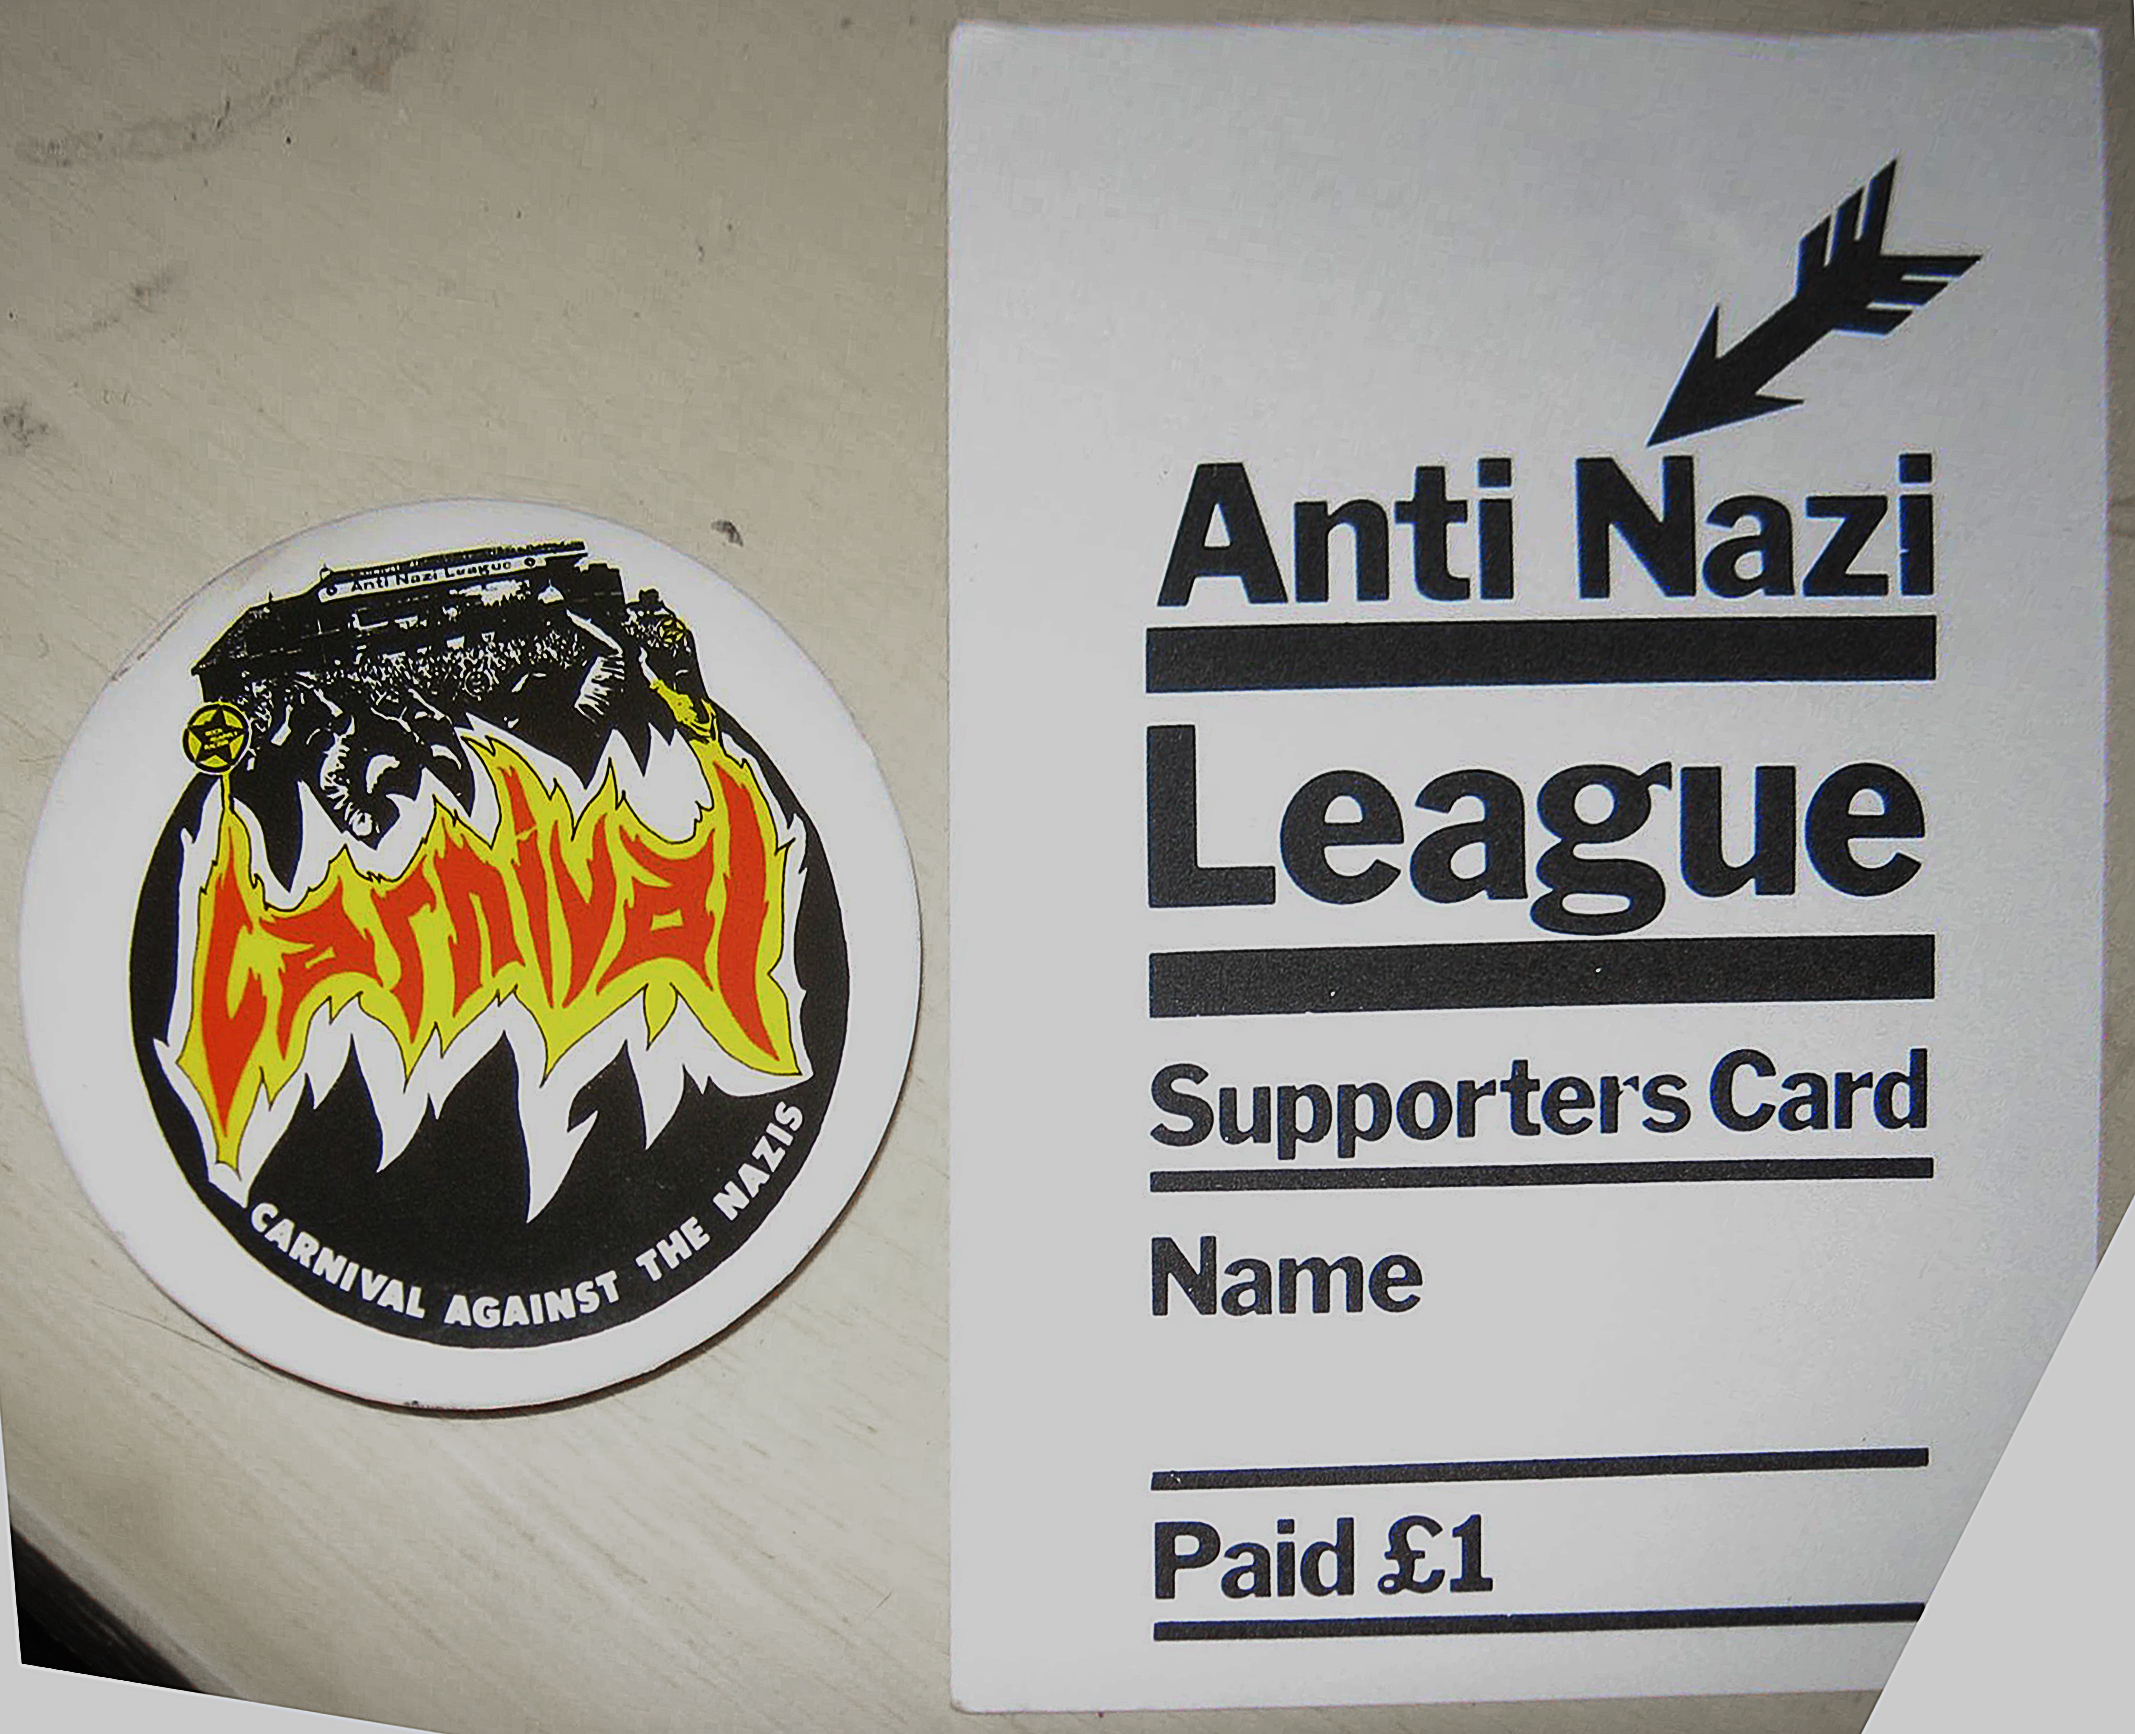 Anti Nazi League
Carnival
CARNIVAL AGAINST THE NAZIS
Anti Nazi
League
Supporters Card
Name
Paid £1